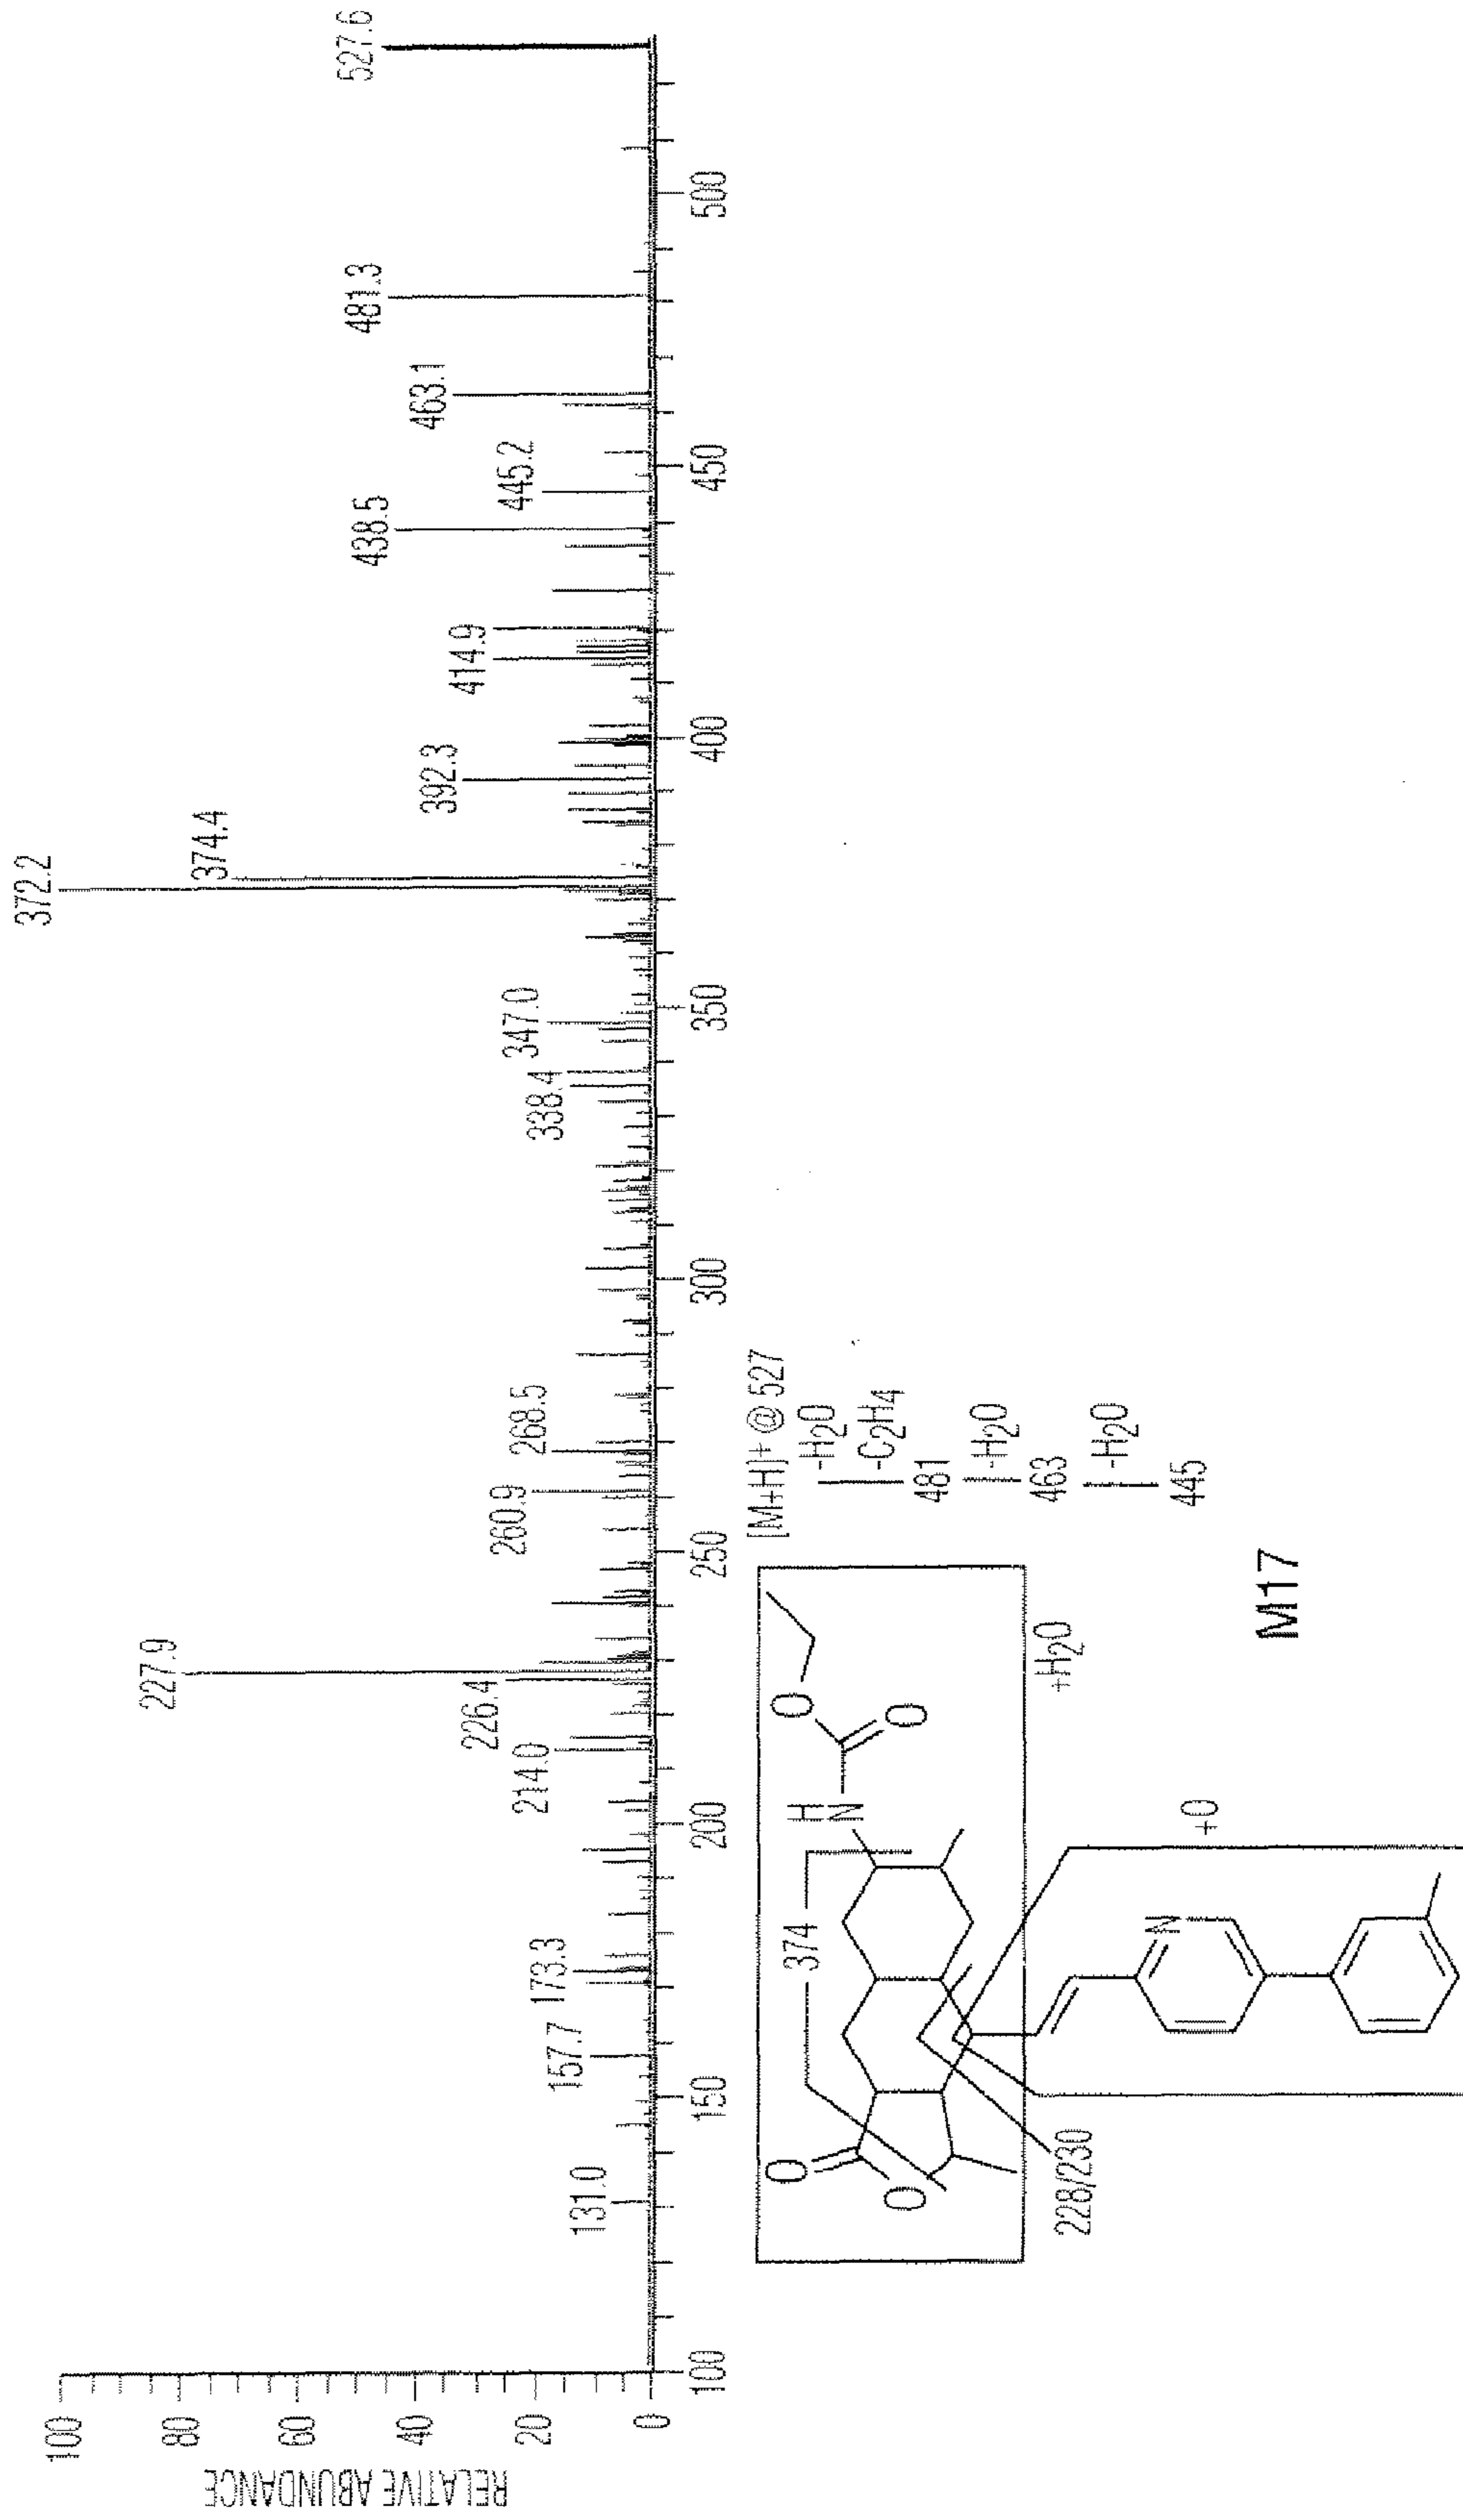 RELATIVE ABUNDANCE
100
80
60
40
20
0
131.0
157.7
173.3
214.0
226.4
227.9
260.9
268.5
338.4
347.0
372.2
374.4
392.3
414.9
438.5
445.2
463.1
481.3
527.6
100
150
200
250
300
350
400
450
500
O
O
374
H
N
O
O
228/230
+H2O
N
+O
[M+H]+ @ 527
-H2O
-C2H4
481
-H2O
463
-H2O
445
M17